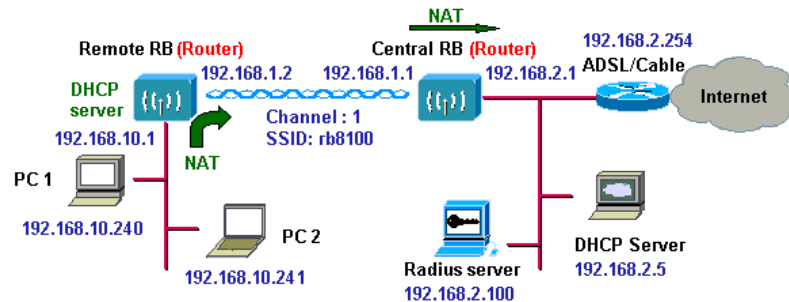 NAT
Remote RB (Router)
Central RB (Router)
192.168.2.254
ADSL/Cable
192.168.1.2
192.168.1.1
192.168.2.1
DHCP
server
Internet
Channel : 1
SSID: rb8100
192.168.10.1
NAT
PC 1
192.168.10.240
PC 2
192.168.10.241
Radius server
192.168.2.100
DHCP Server
192.168.2.5